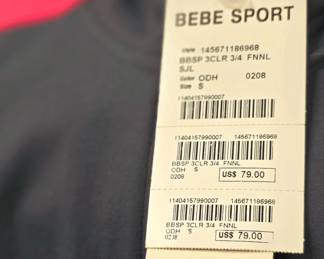 BEBE SPORT
Style 145671186968
BBSP 3CLR 3/4 FNNL
SJL
Color ODH 0208
Size S
11404157990007
11404157990007 145671186968
BBSP 3CLR 3/4 FNNL
ODH S
0208 US$ 79.00
11404157990007 145671186968
BBSP 3CLR 3/4 FNNL
ODH S
0208 US$ 79.00